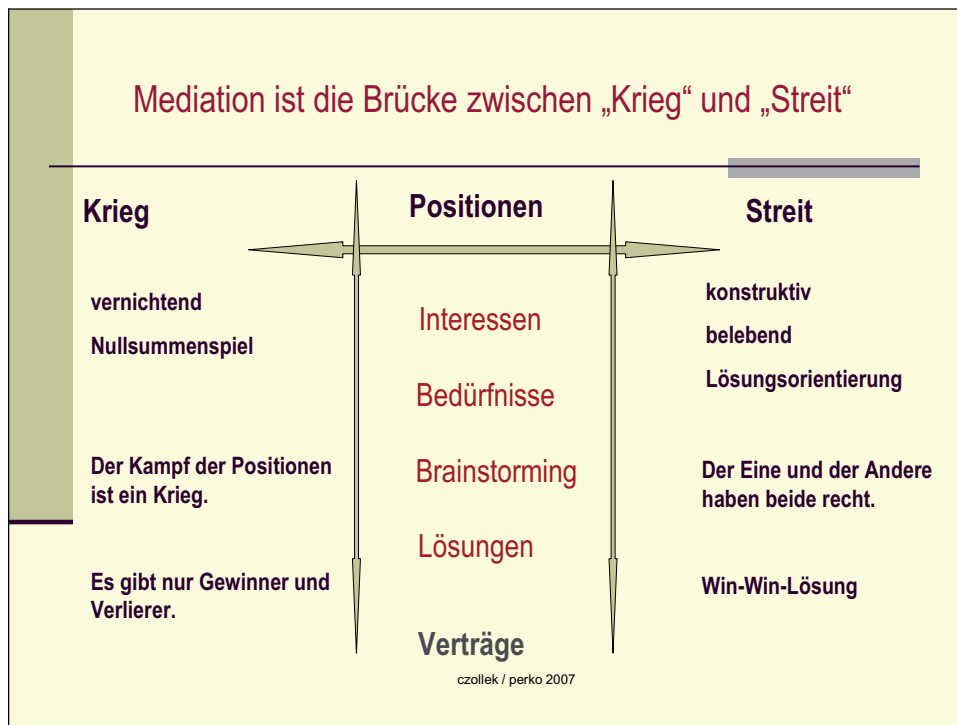 Mediation ist die Brücke zwischen „Krieg“ und „Streit“
Krieg
vernichtend
Nullsummenspiel
Der Kampf der Positionen
ist ein Krieg.
Es gibt nur Gewinner und
Verlierer.
Positionen
Interessen
Bedürfnisse
Brainstorming
Lösungen
Verträge
Streit
konstruktiv
belebend
Lösungsorientierung
Der Eine und der Andere
haben beide recht.
Win-Win-Lösung
czollek / perko 2007